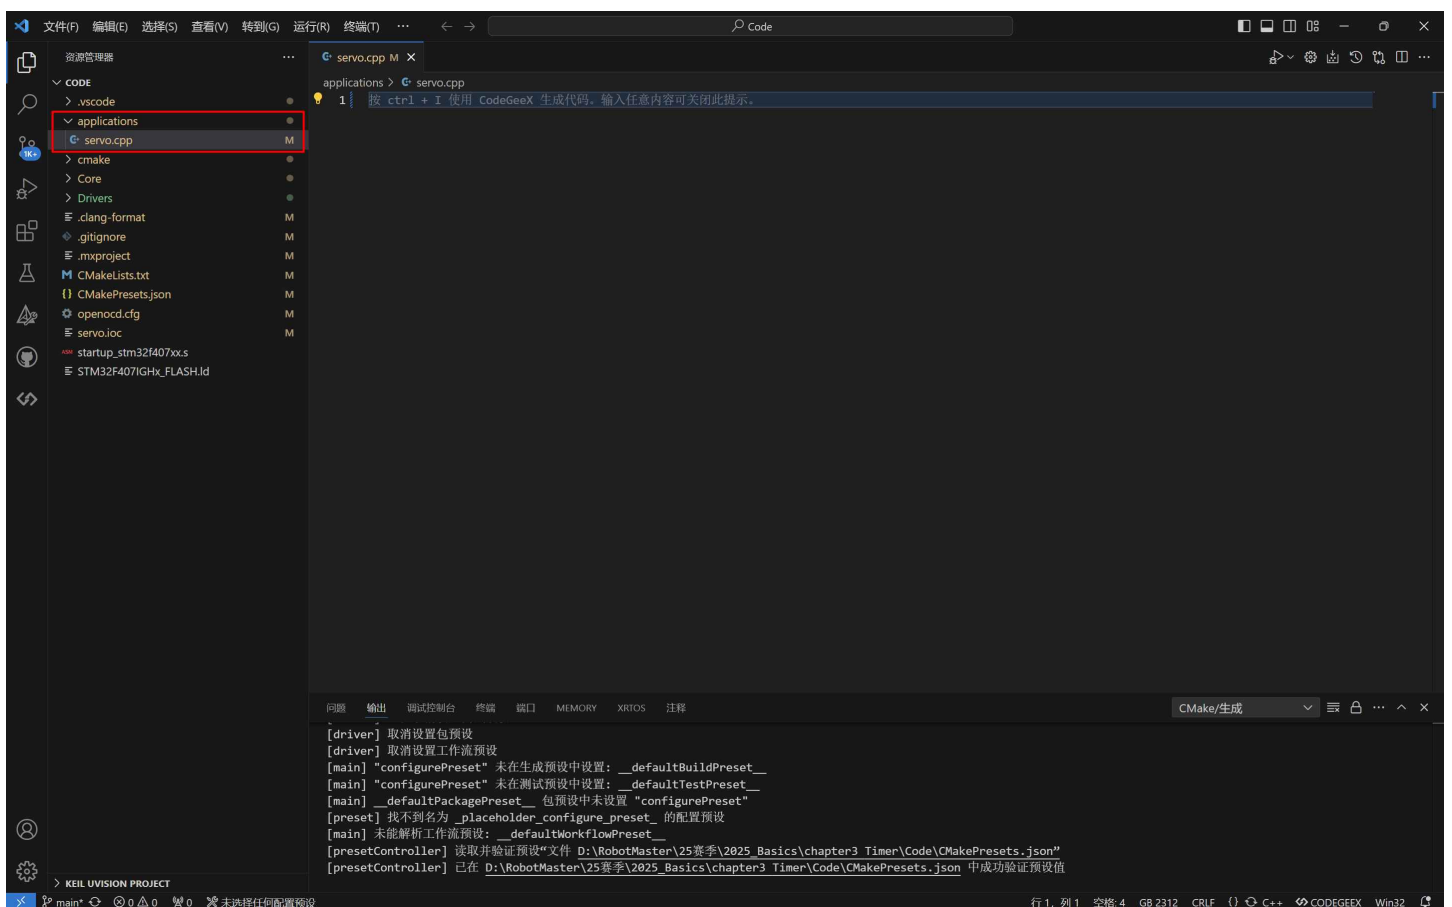 文件(F) 编辑(E) 选择(S) 查看(V) 转到(G) 运行(R) 终端(T) ··· Code
资源管理器 ···
servo.cpp M
CODE
applications > servo.cpp
.vscode
1 按 ctrl + I 使用 CodeGeeX 生成代码。输入任意内容可关闭此提示。
applications
servo.cpp M
1K+
cmake
Core
Drivers
.clang-format M
.gitignore M
.mxproject M
CMakeLists.txt M
CMakePresets.json M
openocd.cfg M
servo.ioc M
startup_stm32f407xx.s
STM32F407IGHx_FLASH.ld
问题 输出 调试控制台 终端 端口 MEMORY XRTOS 注释 CMake/生成
[driver] 取消设置包预设
[driver] 取消设置工作流预设
[main] "configurePreset" 未在生成预设中设置: __defaultBuildPreset__
[main] "configurePreset" 未在测试预设中设置: __defaultTestPreset__
[main] __defaultPackagePreset__ 包预设中未设置 "configurePreset"
[preset] 找不到名为 _placeholder_configure_preset_ 的配置预设
[main] 未能解析工作流预设: __defaultWorkflowPreset__
[presetController] 读取并验证预设“文件 D:\RobotMaster\25赛季\2025_Basics\chapter3 Timer\Code\CMakePresets.json”
[presetController] 已在 D:\RobotMaster\25赛季\2025_Basics\chapter3 Timer\Code\CMakePresets.json 中成功验证预设值
KEIL UVISION PROJECT
main* 0 0 0 未选择任何配置预设 行 1，列 1 空格: 4 GB 2312 CRLF {} C++ CODEGEEX Win32